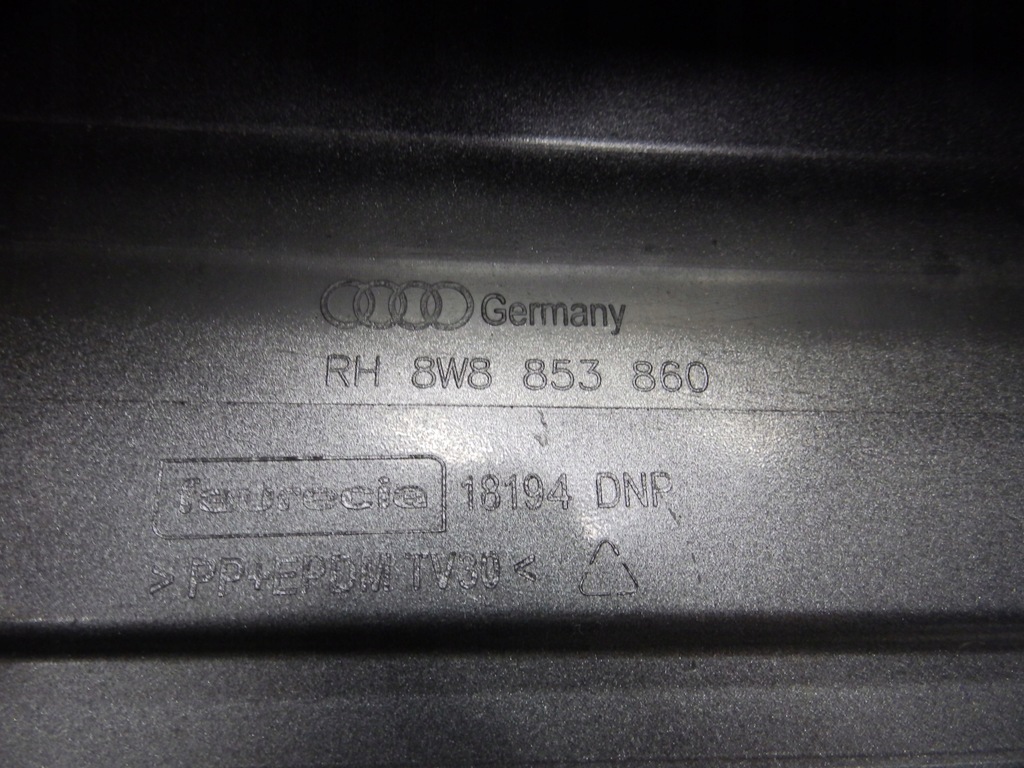 Germany
RH 8W8 853 860
faurecia 18194 DNP
>PP+EPDM TV30<